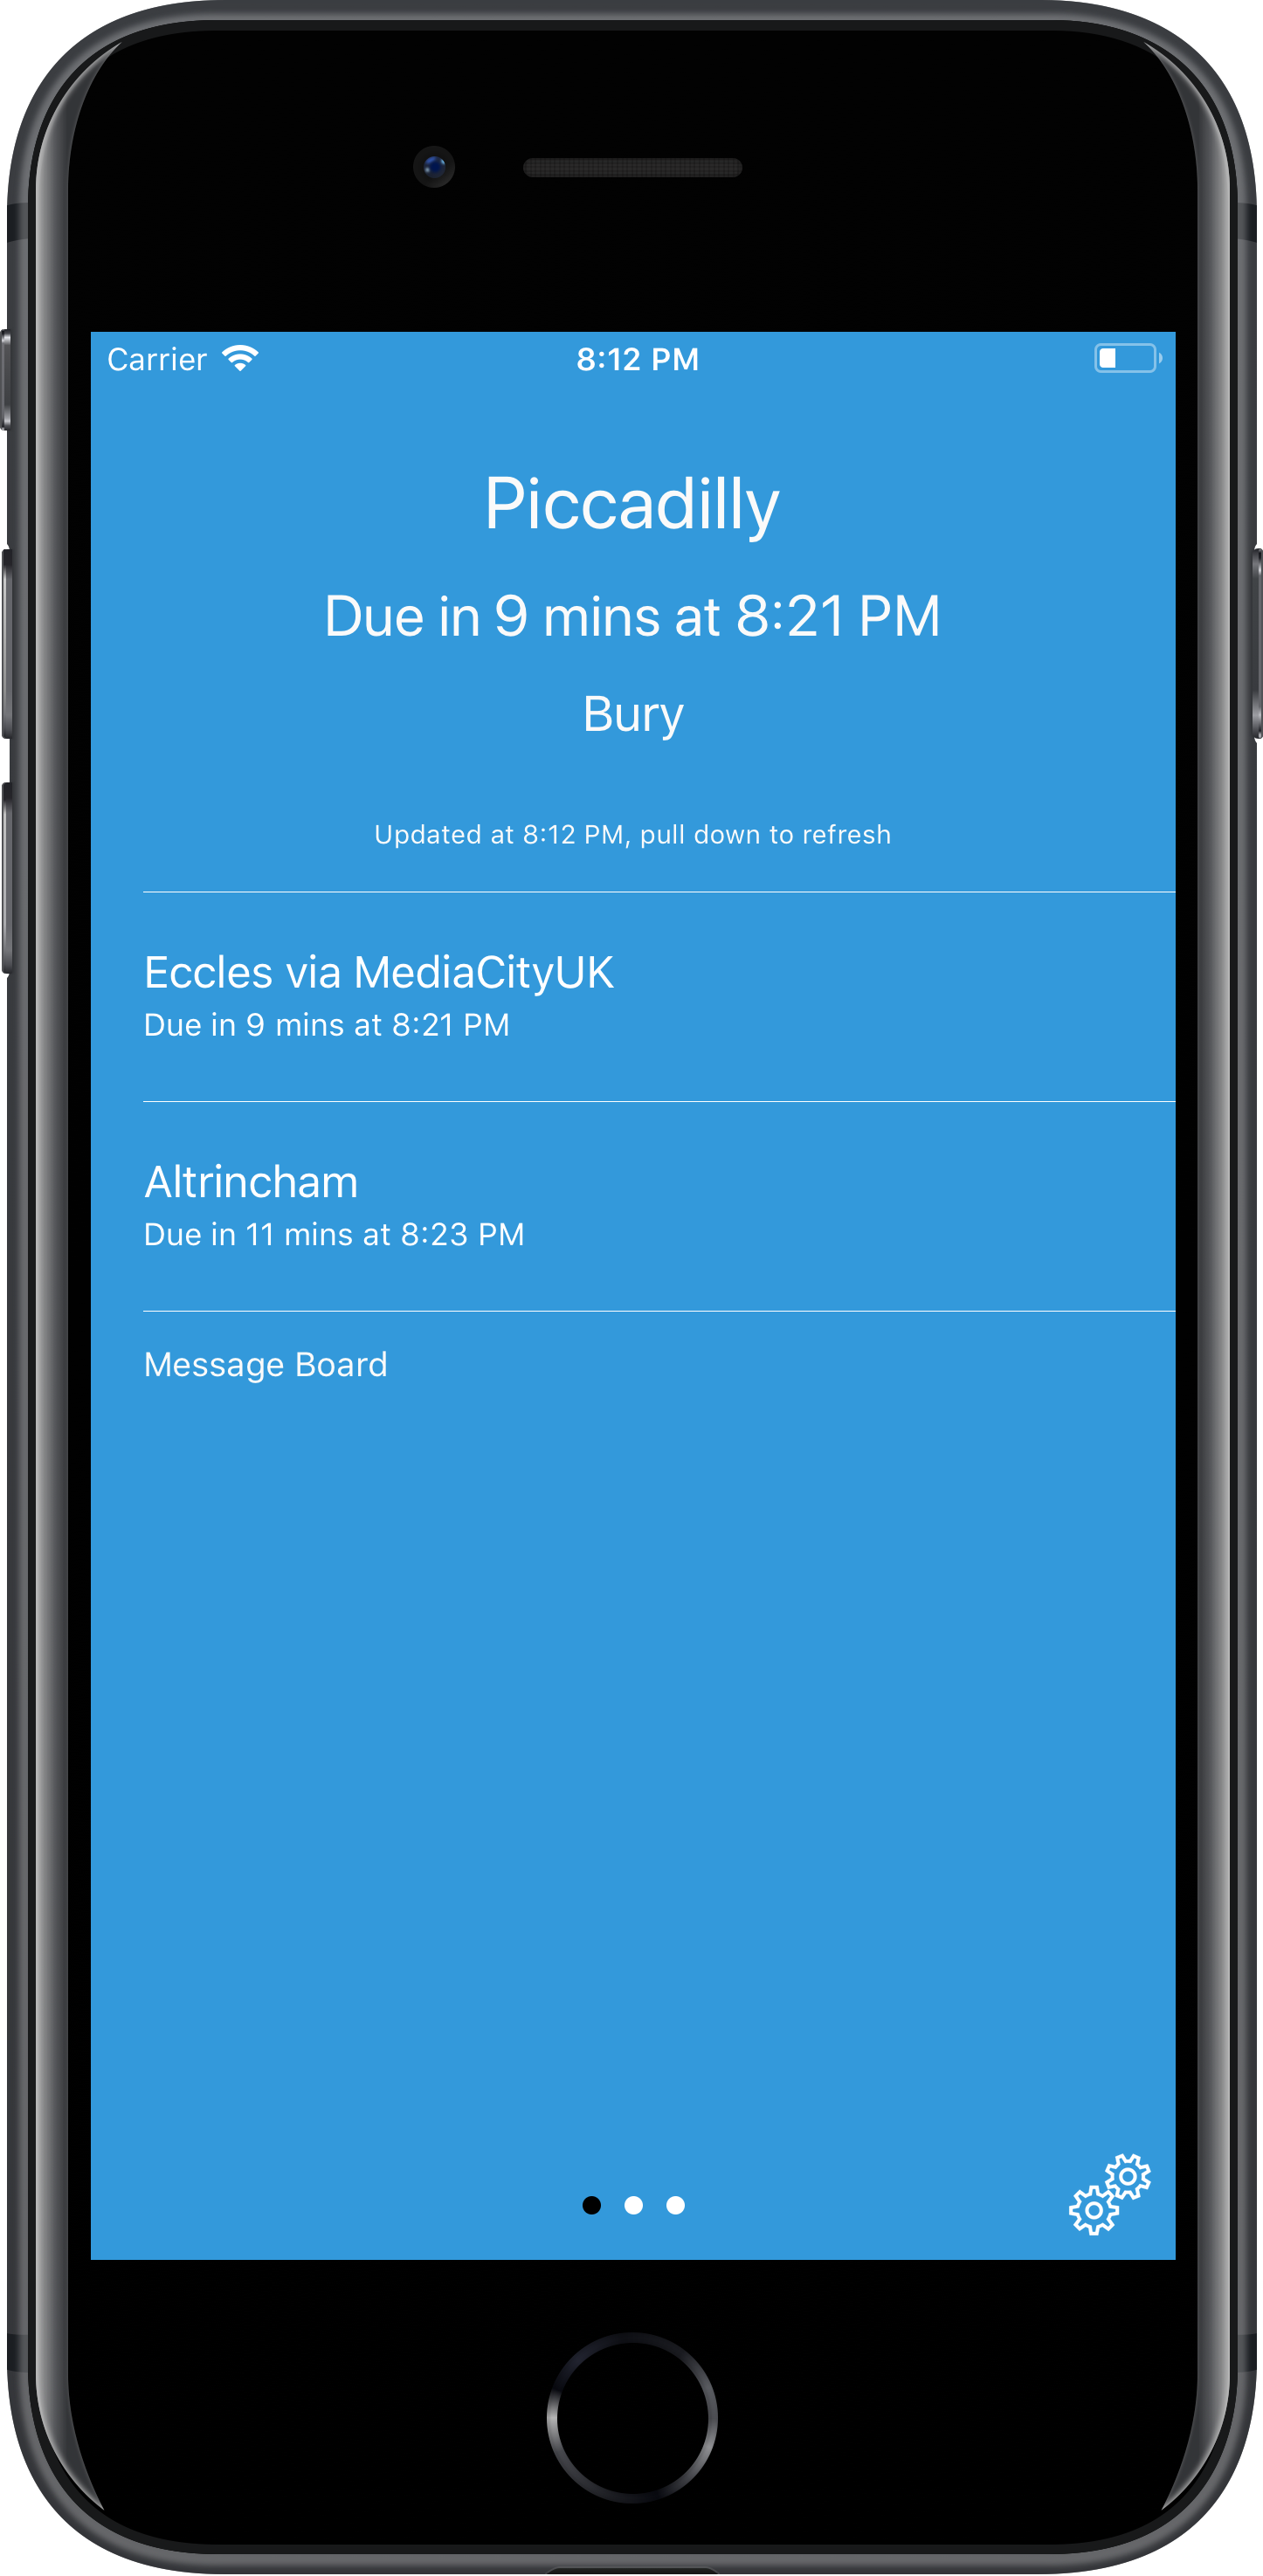 Carrier 8:12 PM
Piccadilly
Due in 9 mins at 8:21 PM
Bury
Updated at 8:12 PM, pull down to refresh
Eccles via MediaCityUK
Due in 9 mins at 8:21 PM
Altrincham
Due in 11 mins at 8:23 PM
Message Board